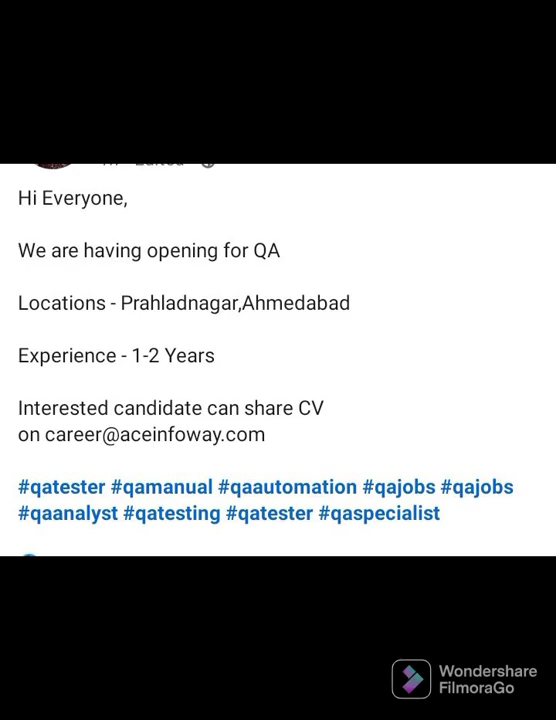 Hi Everyone,
We are having opening for QA
Locations - Prahladnagar,Ahmedabad
Experience - 1-2 Years
Interested candidate can share CV
on career@aceinfoway.com
#qatester #qamanual #qaautomation #qajobs #qajobs
#qaanalyst #qatesting #qatester #qaspecialist
Wondershare
FilmoraGo